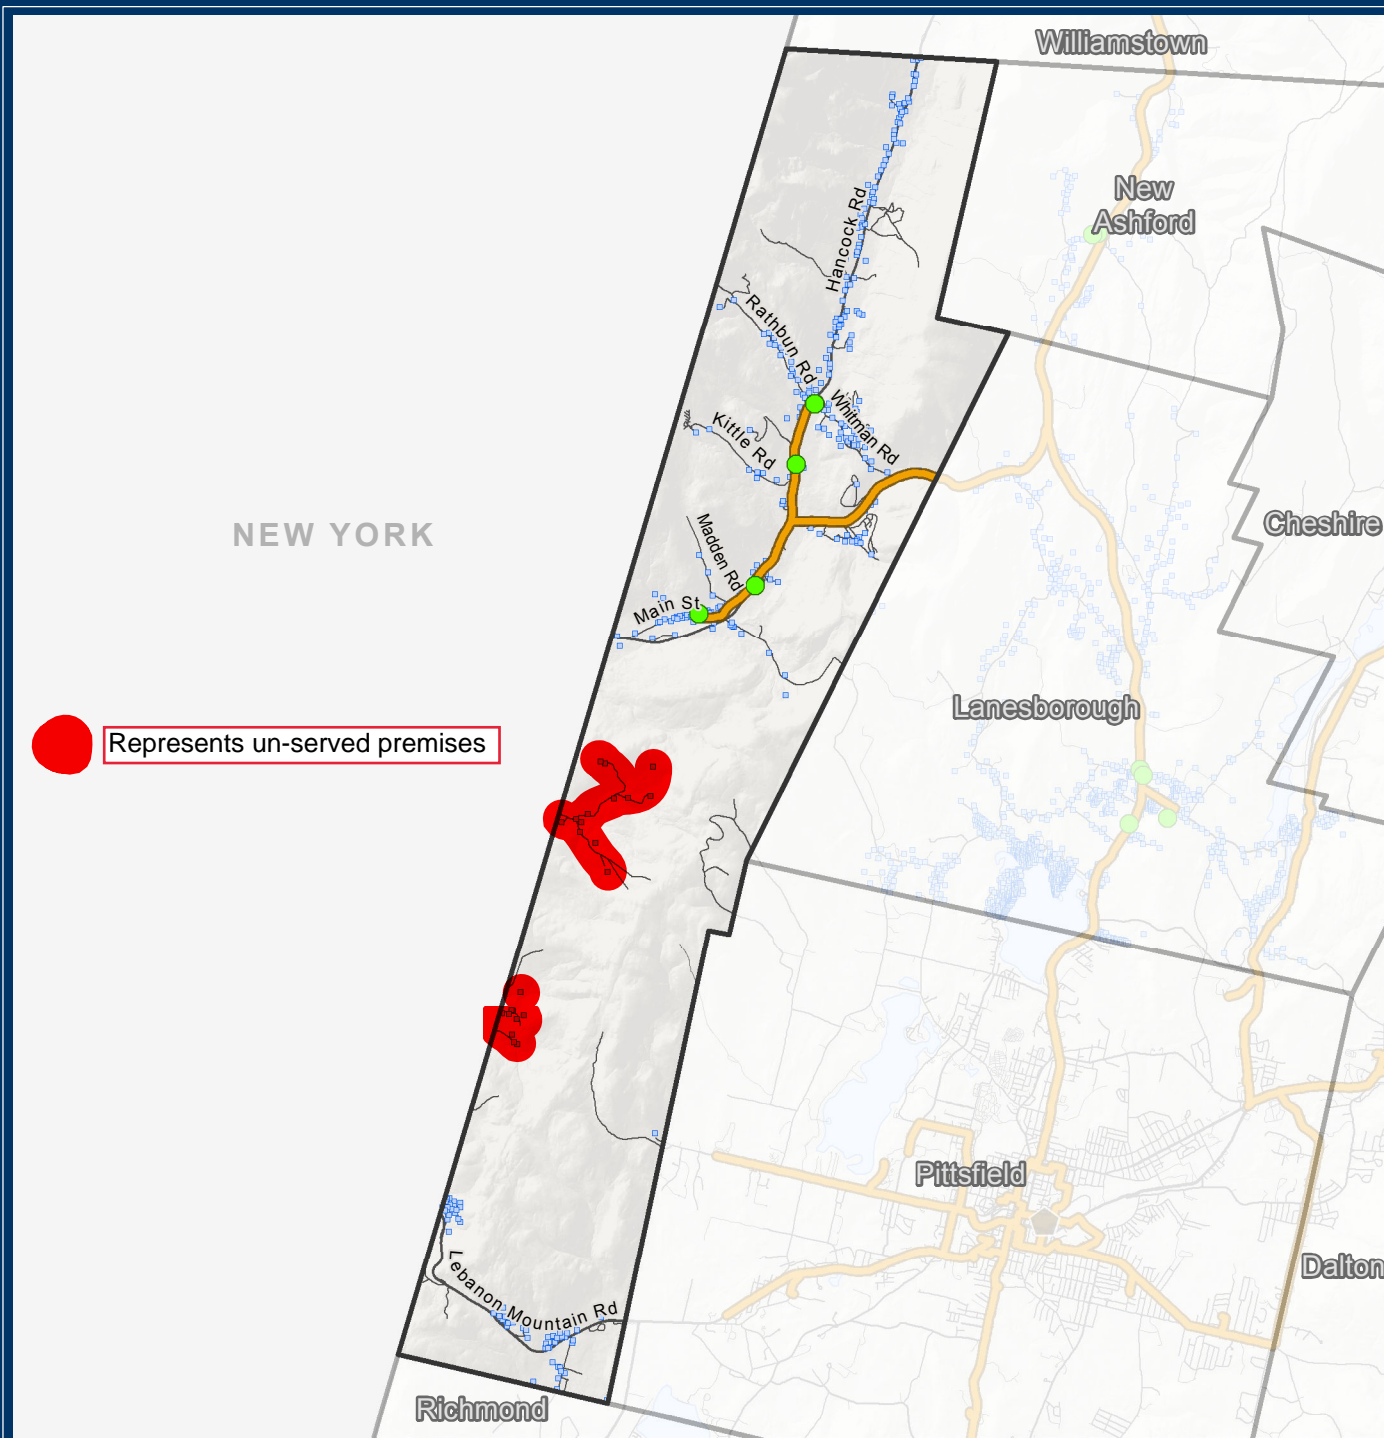 Williamstown
New
Ashford
Hancock Rd
Rathbun Rd
Whitman Rd
Kittle Rd
Cheshire
NEW YORK
Madden Rd
Main St
Lanesborough
Represents un-served premises
Pittsfield
Dalton
Lebanon Mountain Rd
Richmond